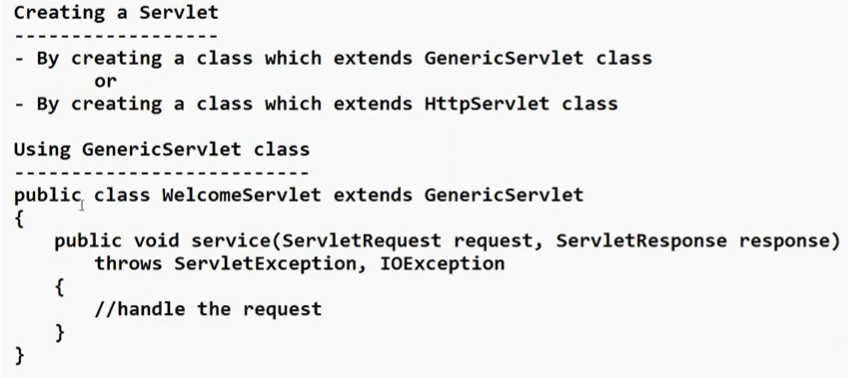 Creating a Servlet
------------------
- By creating a class which extends GenericServlet class
or
- By creating a class which extends HttpServlet class
Using GenericServlet class
--------------------------
public class WelcomeServlet extends GenericServlet
{
public void service(ServletRequest request, ServletResponse response)
throws ServletException, IOException
{
//handle the request
}
}